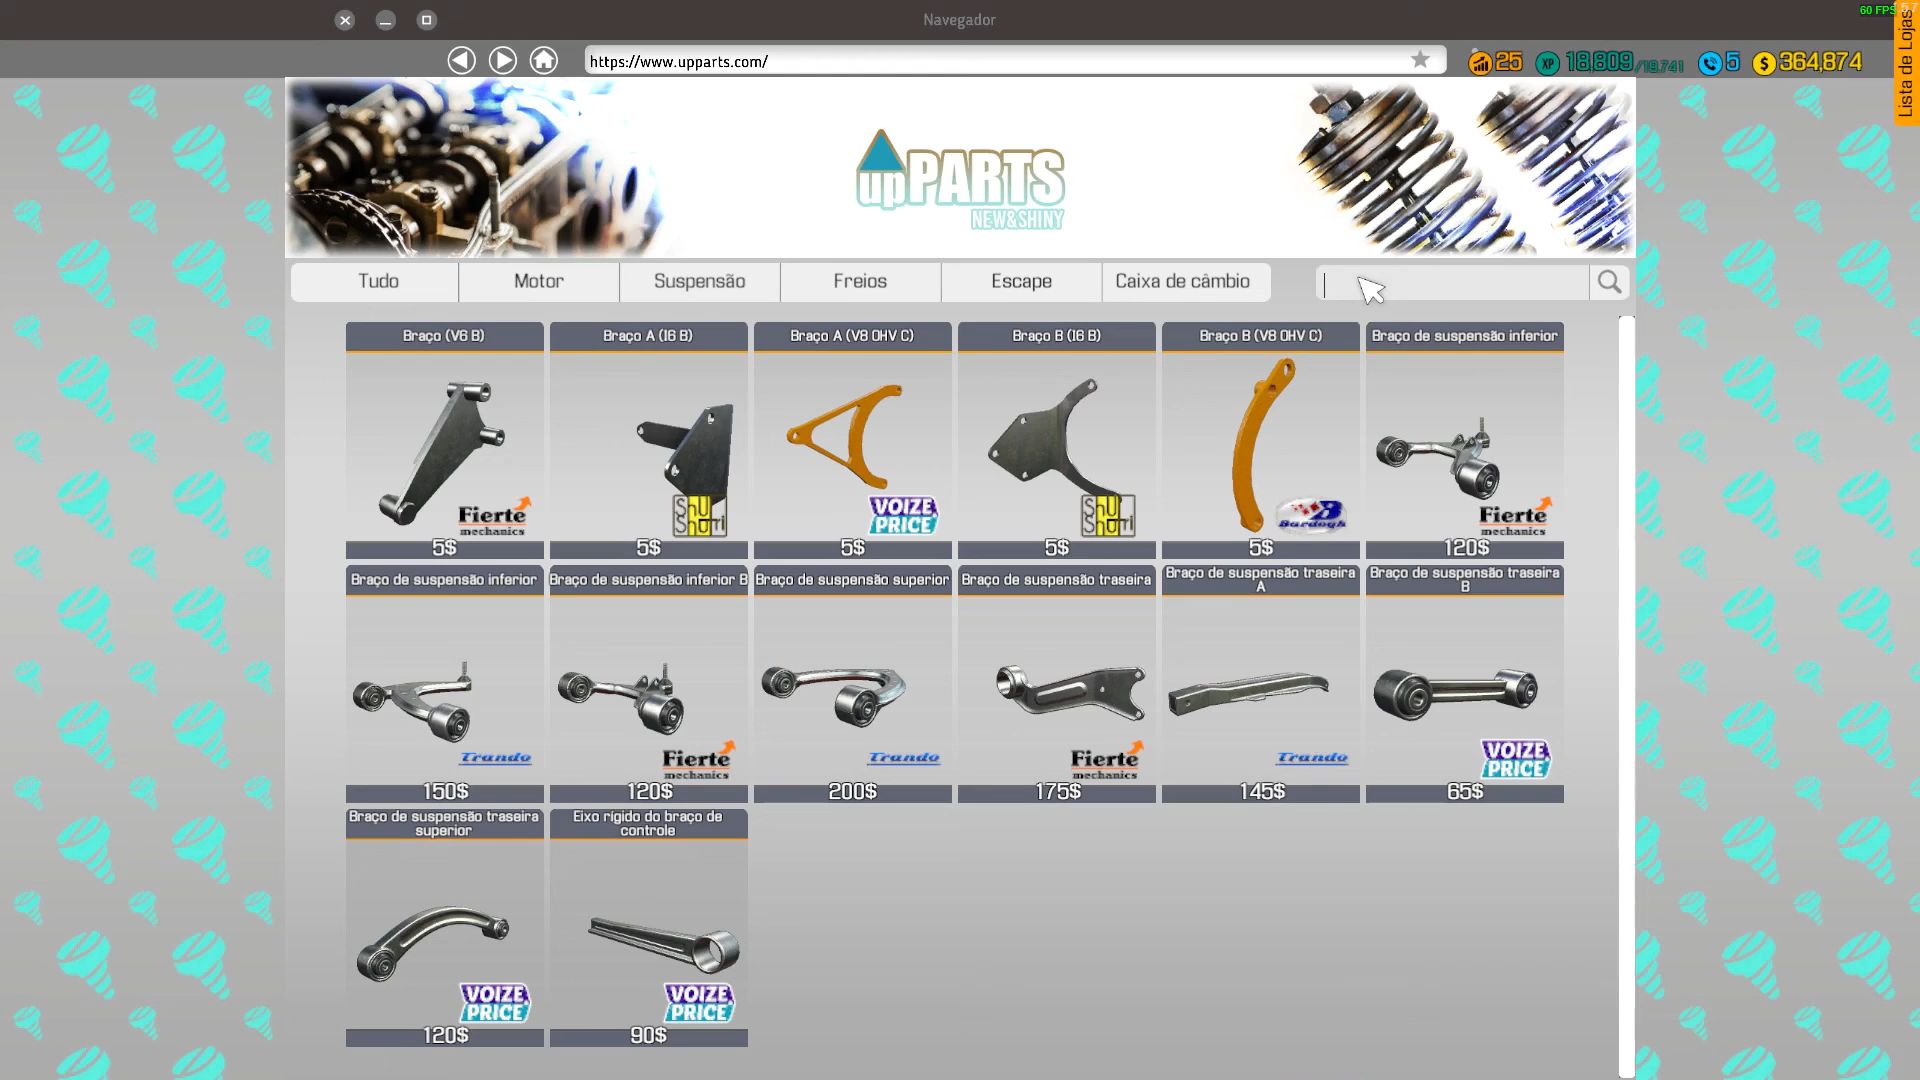 Navegador
60 FPS
https://www.upparts.com/
25
XP
18,809/19,741
5
$
364,874
Lista de Lojas
upPARTS
NEW&SHINY
Tudo
Motor
Suspensão
Freios
Escape
Caixa de câmbio
Braço (V6 B)
Braço A (I6 B)
Braço A (V8 OHV C)
Braço B (I6 B)
Braço B (V8 OHV C)
Braço de suspensão inferior
Fierte
mechanics
VOIZE
PRICE
Bardogh
Fierte
mechanics
5$
5$
5$
5$
5$
120$
Braço de suspensão inferior
Braço de suspensão inferior B
Braço de suspensão superior
Braço de suspensão traseira
Braço de suspensão traseira
A
Braço de suspensão traseira
B
Trando
Fierte
mechanics
Trando
Fierte
mechanics
Trando
VOIZE
PRICE
150$
120$
200$
175$
145$
65$
Braço de suspensão traseira
superior
Eixo rígido do braço de
controle
VOIZE
PRICE
VOIZE
PRICE
120$
90$